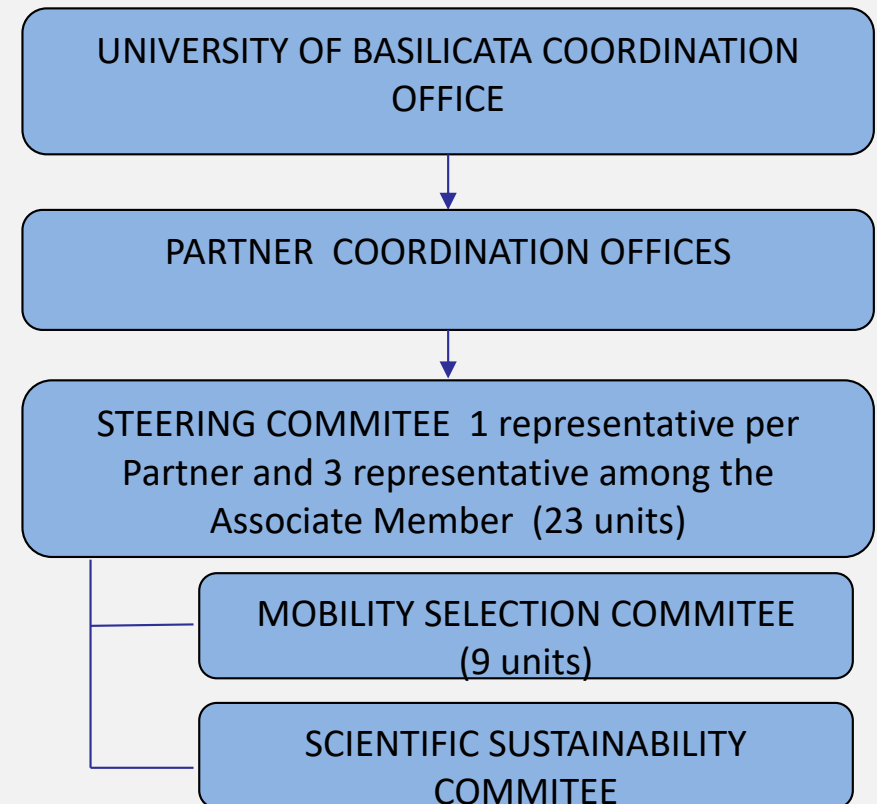 UNIVERSITY OF BASILICATA COORDINATION
OFFICE
PARTNER COORDINATION OFFICES
STEERING COMMITEE 1 representative per
Partner and 3 representative among the
Associate Member (23 units)
MOBILITY SELECTION COMMITEE
(9 units)
SCIENTIFIC SUSTAINABILITY
COMMITEE